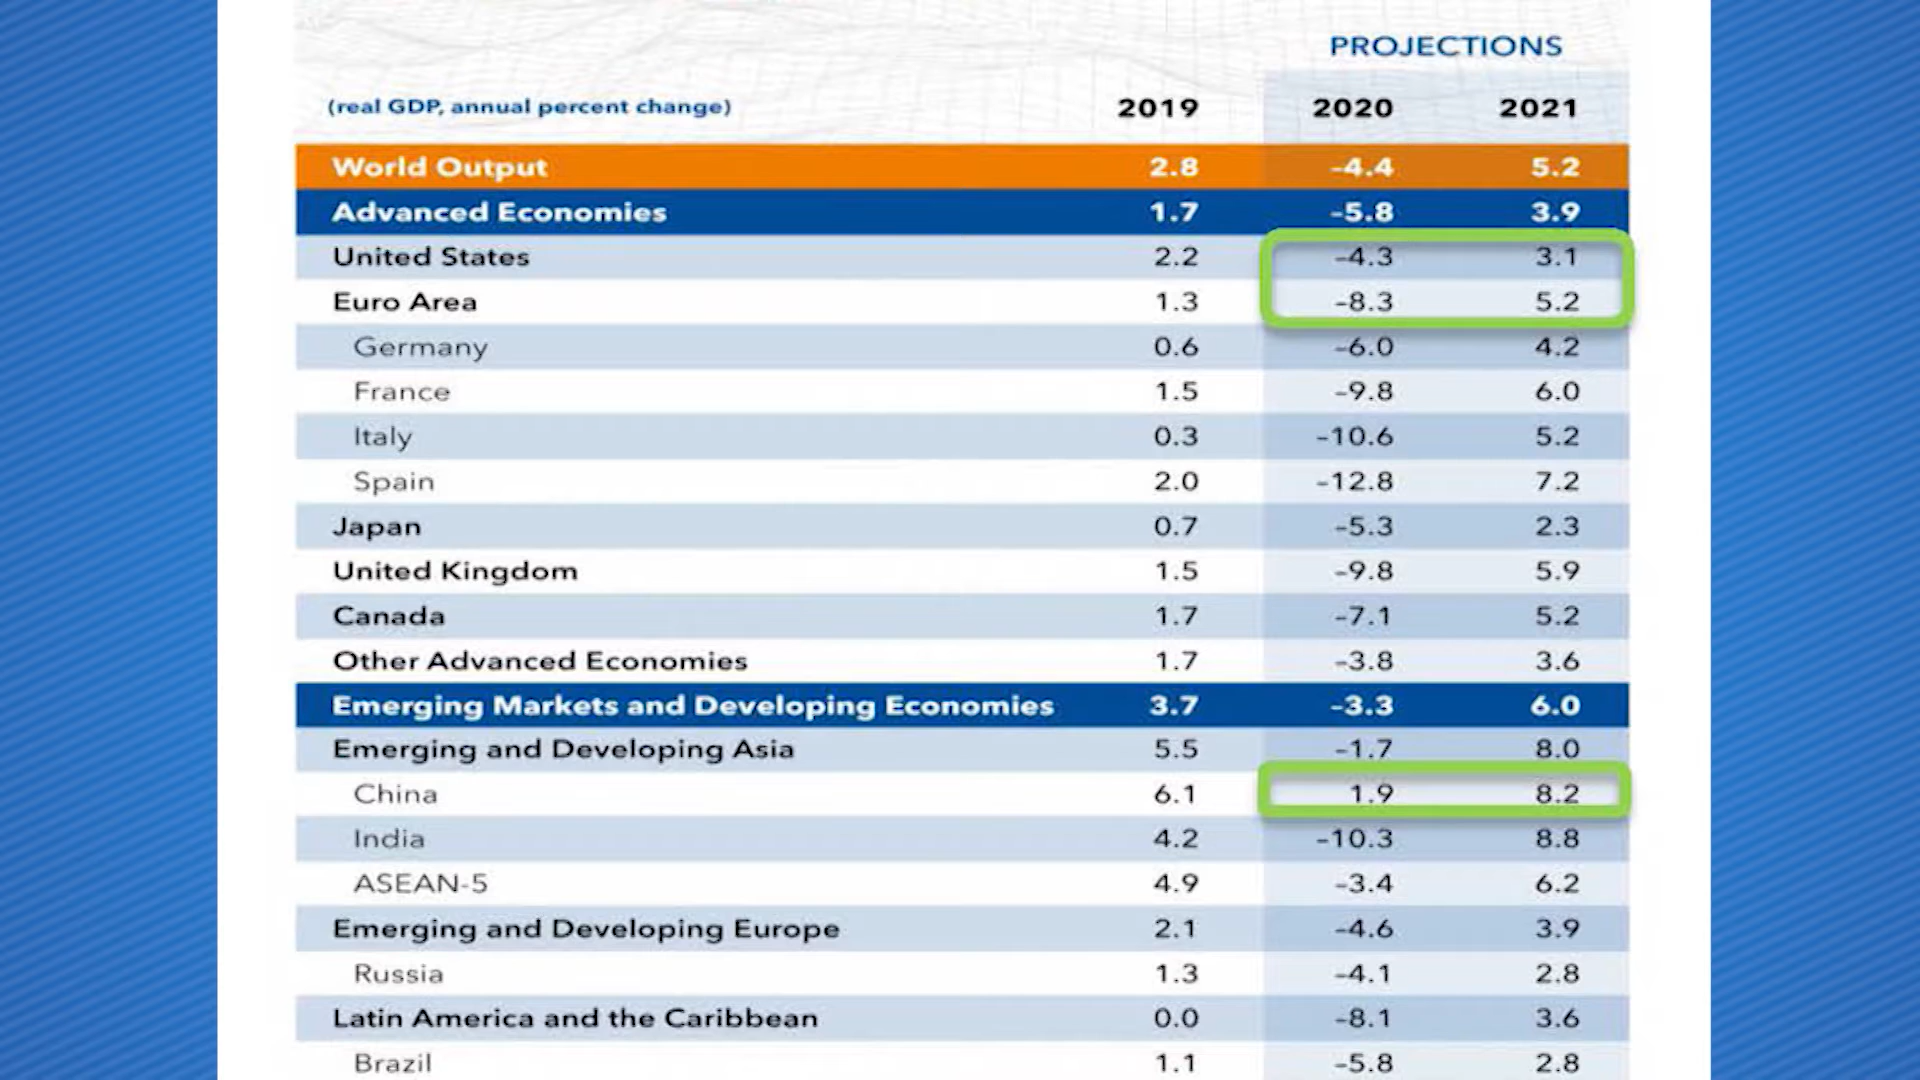 PROJECTIONS
(real GDP, annual percent change) 2019 2020 2021
World Output 2.8 -4.4 5.2
Advanced Economies 1.7 -5.8 3.9
United States 2.2 -4.3 3.1
Euro Area 1.3 -8.3 5.2
Germany 0.6 -6.0 4.2
France 1.5 -9.8 6.0
Italy 0.3 -10.6 5.2
Spain 2.0 -12.8 7.2
Japan 0.7 -5.3 2.3
United Kingdom 1.5 -9.8 5.9
Canada 1.7 -7.1 5.2
Other Advanced Economies 1.7 -3.8 3.6
Emerging Markets and Developing Economies 3.7 -3.3 6.0
Emerging and Developing Asia 5.5 -1.7 8.0
China 6.1 1.9 8.2
India 4.2 -10.3 8.8
ASEAN-5 4.9 -3.4 6.2
Emerging and Developing Europe 2.1 -4.6 3.9
Russia 1.3 -4.1 2.8
Latin America and the Caribbean 0.0 -8.1 3.6
Brazil 1.1 -5.8 2.8